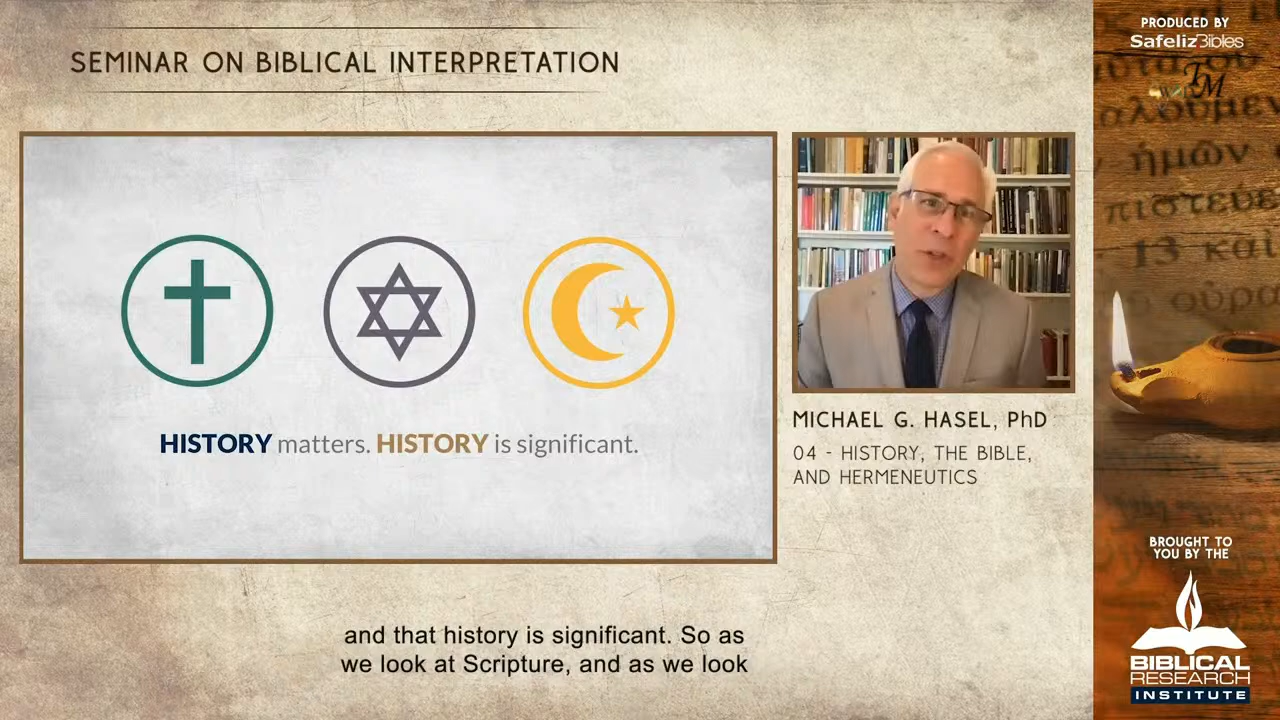 SEMINAR ON BIBLICAL INTERPRETATION
HISTORY matters. HISTORY is significant.
MICHAEL G. HASEL, PhD
04 - HISTORY, THE BIBLE,
AND HERMENEUTICS
and that history is significant. So as
we look at Scripture, and as we look
PRODUCED BY
SafelizBibles
TM
αλουμεν
ἡμῶν
πιστευε
13 καὶ
οὐρα
BROUGHT TO
YOU BY THE
BIBLICAL
RESEARCH
INSTITUTE